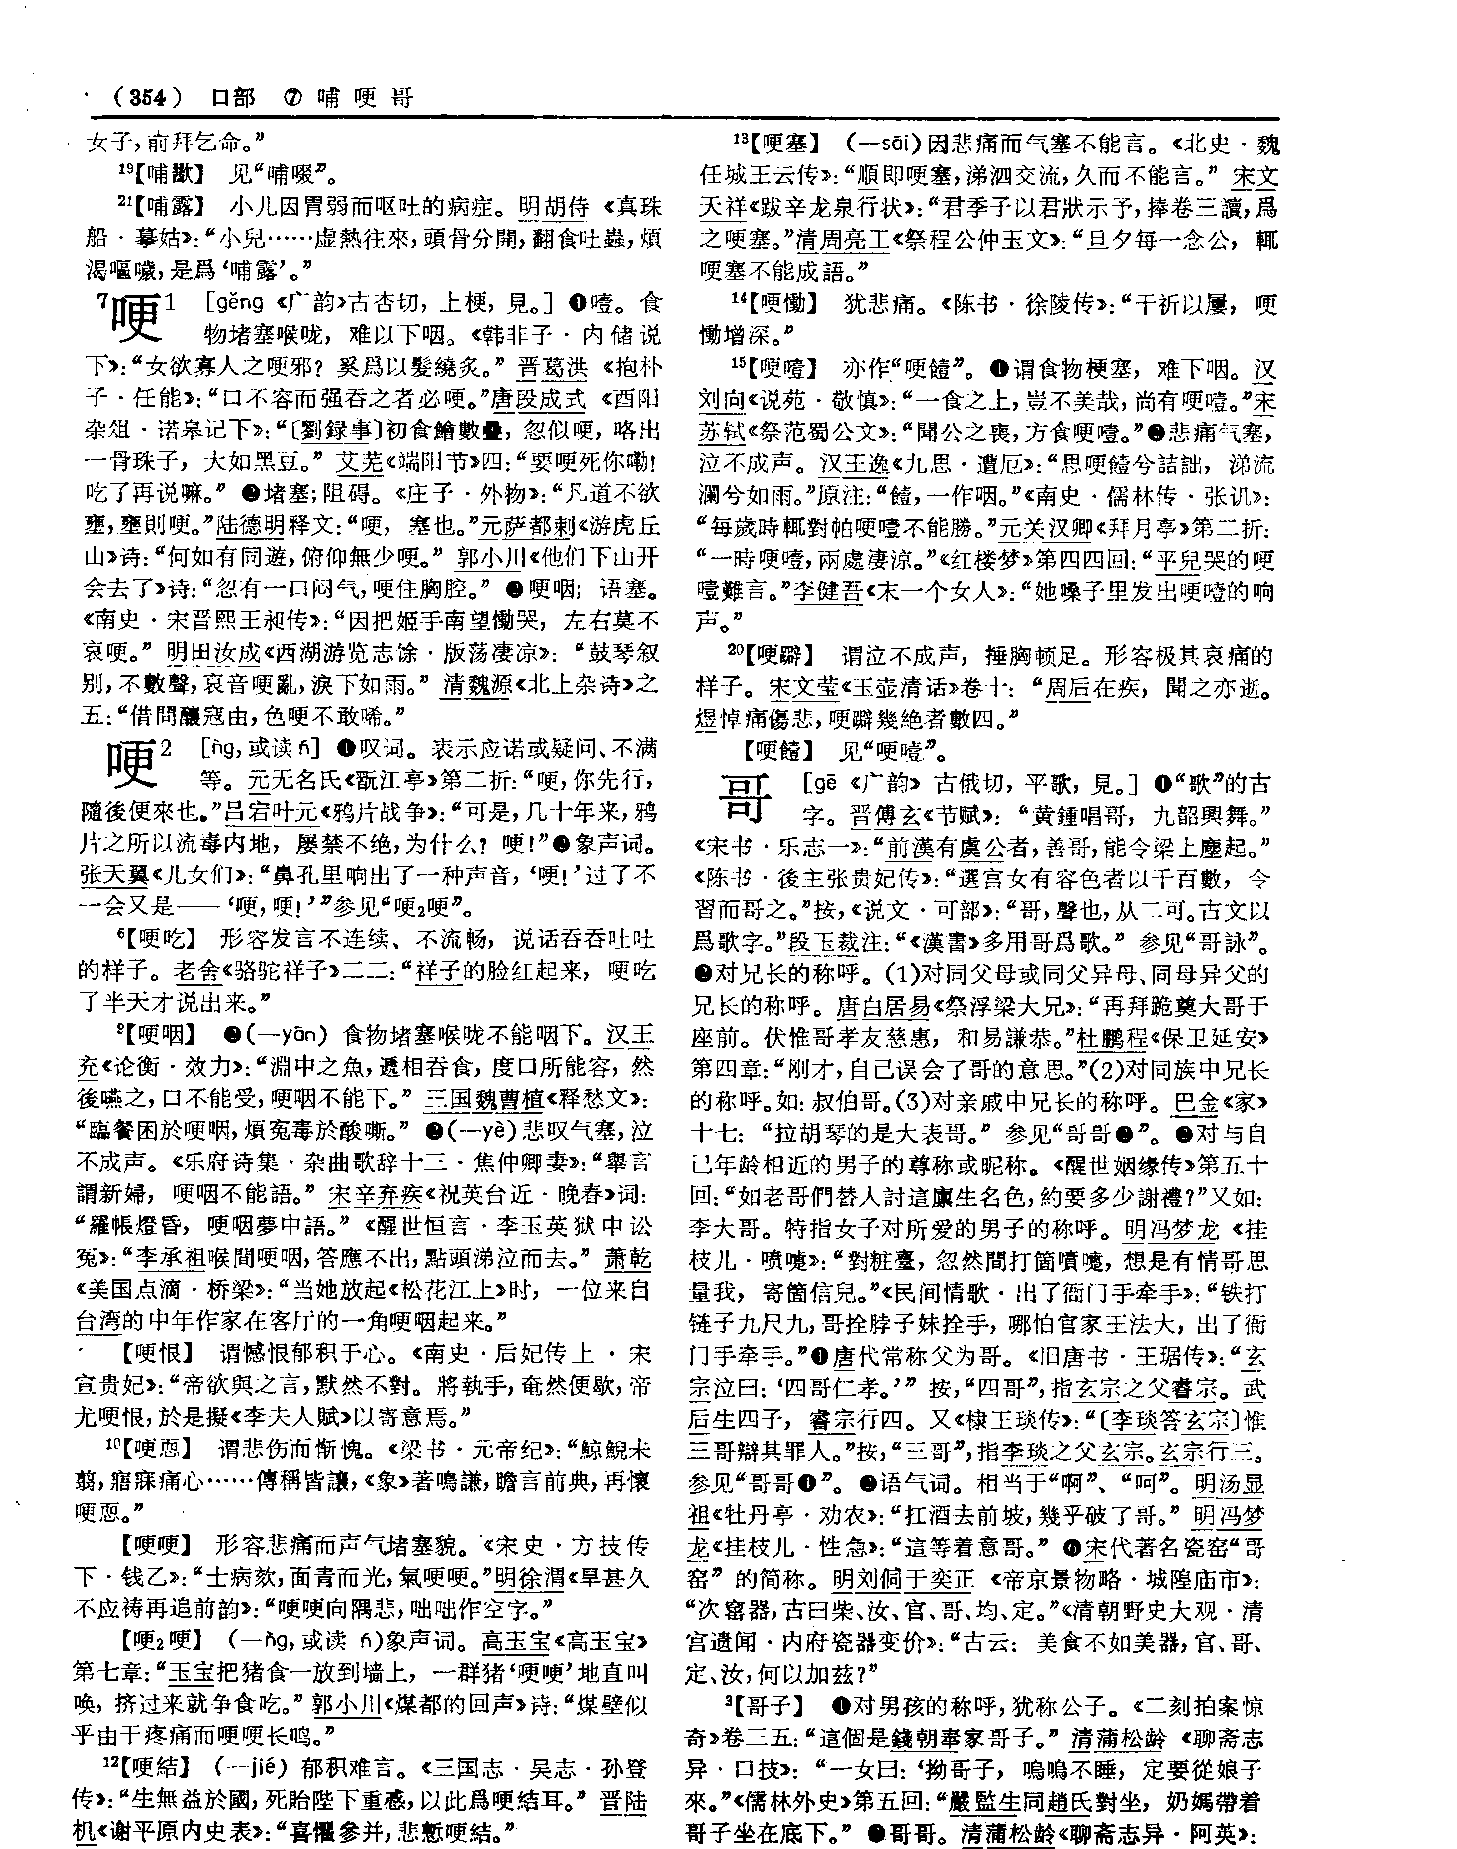 （354） 口部 ⑦ 哺哽哥
女子，前拜乞命。”
19【哺歠】 见“哺啜”。
21【哺露】 小儿因胃弱而呕吐的病症。明胡侍《真珠
船·摹姑》：“小兒……虚熱往來，頭骨分開，翻食吐蟲，煩
渴嘔噦，是爲‘哺露’。”
7哽1 ［gěng 《广韵》古杏切，上梗，見。］ ❶噎。食
物堵塞喉咙，难以下咽。《韩非子·内储说
下》：“女欲寡人之哽邪？奚爲以髮繞炙。” 晋葛洪《抱朴
子·任能》：“口不容而强吞之者必哽。”唐段成式《酉阳
杂俎·诺皋记下》：“〔劉録事〕初食鱠數疊，忽似哽，咯出
一骨珠子，大如黑豆。” 艾芜《端阳节》四：“要哽死你嘞！
吃了再说嘛。” ❷堵塞；阻碍。《庄子·外物》：“凡道不欲
壅，壅則哽。”陆德明释文：“哽，塞也。”元萨都剌《游虎丘
山》诗：“何如有同遊，俯仰無少哽。” 郭小川《他们下山开
会去了》诗：“忽有一口闷气，哽住胸腔。” ❸哽咽；语塞。
《南史·宋晋熙王昶传》：“因把姬手南望慟哭，左右莫不
哀哽。” 明田汝成《西湖游览志馀·版荡凄凉》：“鼓琴叙
别，不數聲，哀音哽亂，淚下如雨。” 清魏源《北上杂诗》之
五：“借問釀寇由，色哽不敢唏。”
哽2 ［ǹg，或读 ń］ ❶叹词。表示应诺或疑问、不满
等。元无名氏《翫江亭》第二折：“哽，你先行，
隨後便來也。”吕宕叶元《鸦片战争》：“可是，几十年来，鸦
片之所以流毒内地，屡禁不绝，为什么？哽！”❷象声词。
张天翼《儿女们》：“鼻孔里响出了一种声音，‘哽！’过了不
一会又是——‘哽，哽！’”参见“哽2哽”。
6【哽吃】 形容发言不连续、不流畅，说话吞吞吐吐
的样子。老舍《骆驼祥子》二二：“祥子的脸红起来，哽吃
了半天才说出来。”
9【哽咽】 ❶(—yān) 食物堵塞喉咙不能咽下。汉王
充《论衡·效力》：“淵中之魚，遞相吞食，度口所能容，然
後嚥之，口不能受，哽咽不能下。” 三国魏曹植《释愁文》：
“臨餐困於哽咽，煩冤毒於酸嘶。” ❷(—yè) 悲叹气塞，泣
不成声。《乐府诗集·杂曲歌辞十三·焦仲卿妻》：“舉言
謂新婦，哽咽不能語。” 宋辛弃疾《祝英台近·晚春》词：
“羅帳燈昏，哽咽夢中語。” 《醒世恒言·李玉英狱中讼
冤》：“李承祖喉間哽咽，答應不出，點頭涕泣而去。” 萧乾
《美国点滴·桥梁》：“当她放起《松花江上》时，一位来自
台湾的中年作家在客厅的一角哽咽起来。”
【哽恨】 谓憾恨郁积于心。《南史·后妃传上·宋
宣贵妃》：“帝欲與之言，默然不對。將執手，奄然便歇，帝
尤哽恨，於是擬《李夫人賦》以寄意焉。”
10【哽恧】 谓悲伤而惭愧。《梁书·元帝纪》：“鯨鯢未
翦，寤寐痛心……傳稱皆讓，《象》著鳴謙，瞻言前典，再懷
哽恧。”
【哽哽】 形容悲痛而声气堵塞貌。《宋史·方技传
下·钱乙》：“士病欬，面青而光，氣哽哽。”明徐渭《旱甚久
不应祷再追前韵》：“哽哽向隅悲，咄咄作空字。”
【哽2哽】 (—ňg，或读 ń)象声词。高玉宝《高玉宝》
第七章：“玉宝把猪食一放到墙上，一群猪‘哽哽’地直叫
唤，挤过来就争食吃。” 郭小川《煤都的回声》诗：“煤壁似
乎由于疼痛而哽哽长鸣。”
12【哽结】 (—jié) 郁积难言。《三国志·吴志·孙登
传》：“生無益於國，死貽陛下重慼，以此爲哽結耳。” 晋陆
机《谢平原内史表》：“喜懼參并，悲慙哽結。”
13【哽塞】 (—sāi)因悲痛而气塞不能言。《北史·魏
任城王云传》：“順即哽塞，涕泗交流，久而不能言。” 宋文
天祥《跋辛龙泉行状》：“君季子以君狀示予，捧卷三讀，爲
之哽塞。”清周亮工《祭程公仲玉文》：“旦夕每一念公，輒
哽塞不能成語。”
14【哽慟】 犹悲痛。《陈书·徐陵传》：“干祈以屢，哽
慟增深。”
15【哽噎】 亦作“哽饐”。❶谓食物梗塞，难下咽。汉
刘向《说苑·敬慎》：“一食之上，豈不美哉，尚有哽噎。”宋
苏轼《祭范蜀公文》：“聞公之喪，方食哽噎。”❷悲痛气塞，
泣不成声。汉王逸《九思·遭厄》：“思哽饐兮詰詘，涕流
瀾兮如雨。”原注：“饐，一作咽。”《南史·儒林传·张讥》：
“每歲時輒對帕哽噎不能勝。”元关汉卿《拜月亭》第二折：
“一時哽噎，兩處凄涼。”《红楼梦》第四四回：“平兒哭的哽
噎難言。”李健吾《末一个女人》：“她嗓子里发出哽噎的响
声。”
20【哽擗】 谓泣不成声，捶胸顿足。形容极其哀痛的
样子。宋文莹《玉壶清话》卷十：“周后在疾，聞之亦逝。
煜悼痛傷悲，哽擗幾絶者數四。”
【哽饐】 见“哽噎”。
哥 ［gē 《广韵》古俄切，平歌，見。］ ❶“歌”的古
字。晋傅玄《节赋》：“黄鍾唱哥，九韶興舞。”
《宋书·乐志一》：“前漢有虞公者，善哥，能令梁上塵起。”
《陈书·後主张贵妃传》：“選宫女有容色者以千百數，令
習而哥之。”按，《说文·可部》：“哥，聲也，从二可。古文以
爲歌字。”段玉裁注：“《漢書》多用哥爲歌。” 参见“哥詠”。
❷对兄长的称呼。(1)对同父母或同父异母、同母异父的
兄长的称呼。唐白居易《祭浮梁大兄》：“再拜跪奠大哥于
座前。伏惟哥孝友慈惠，和易謙恭。”杜鹏程《保卫延安》
第四章：“刚才，自己误会了哥的意思。”(2)对同族中兄长
的称呼。如：叔伯哥。(3)对亲戚中兄长的称呼。巴金《家》
十七：“拉胡琴的是大表哥。” 参见“哥哥❶”。❸对与自
己年龄相近的男子的尊称或昵称。《醒世姻缘传》第五十
回：“如老哥們替人討這廩生名色，約要多少謝禮？”又如：
李大哥。特指女子对所爱的男子的称呼。明冯梦龙《挂
枝儿·喷嚏》：“對粧臺，忽然間打箇噴嚏，想是有情哥思
量我，寄箇信兒。”《民间情歌·出了衙门手牵手》：“铁打
链子九尺九，哥拴脖子妹拴手，哪怕官家王法大，出了衙
门手牵手。”❹唐代常称父为哥。《旧唐书·王琚传》：“玄
宗泣曰：‘四哥仁孝。’” 按，“四哥”，指玄宗之父睿宗。武
后生四子，睿宗行四。又《棣王琰传》：“〔李琰答玄宗〕惟
三哥辯其罪人。”按，“三哥”，指李琰之父玄宗。玄宗行三。
参见“哥哥❶”。❺语气词。相当于“啊”、“呵”。明汤显
祖《牡丹亭·劝农》：“扛酒去前坡，幾乎破了哥。” 明冯梦
龙《挂枝儿·性急》：“這等着意哥。” ❻宋代著名瓷窑“哥
窑”的简称。明刘侗于奕正《帝京景物略·城隍庙市》：
“次窰器，古曰柴、汝、官、哥、均、定。”《清朝野史大观·清
宫遗闻·内府瓷器变价》：“古云：美食不如美器，官、哥、
定、汝，何以加兹？”
3【哥子】 ❶对男孩的称呼，犹称公子。《二刻拍案惊
奇》卷二五：“這個是錢朝奉家哥子。” 清蒲松龄《聊斋志
异·口技》：“一女曰：‘拗哥子，嗚嗚不睡，定要從娘子
來。”《儒林外史》第五回：“嚴監生同趙氏對坐，奶媽帶着
哥子坐在底下。” ❷哥哥。清蒲松龄《聊斋志异·阿英》：